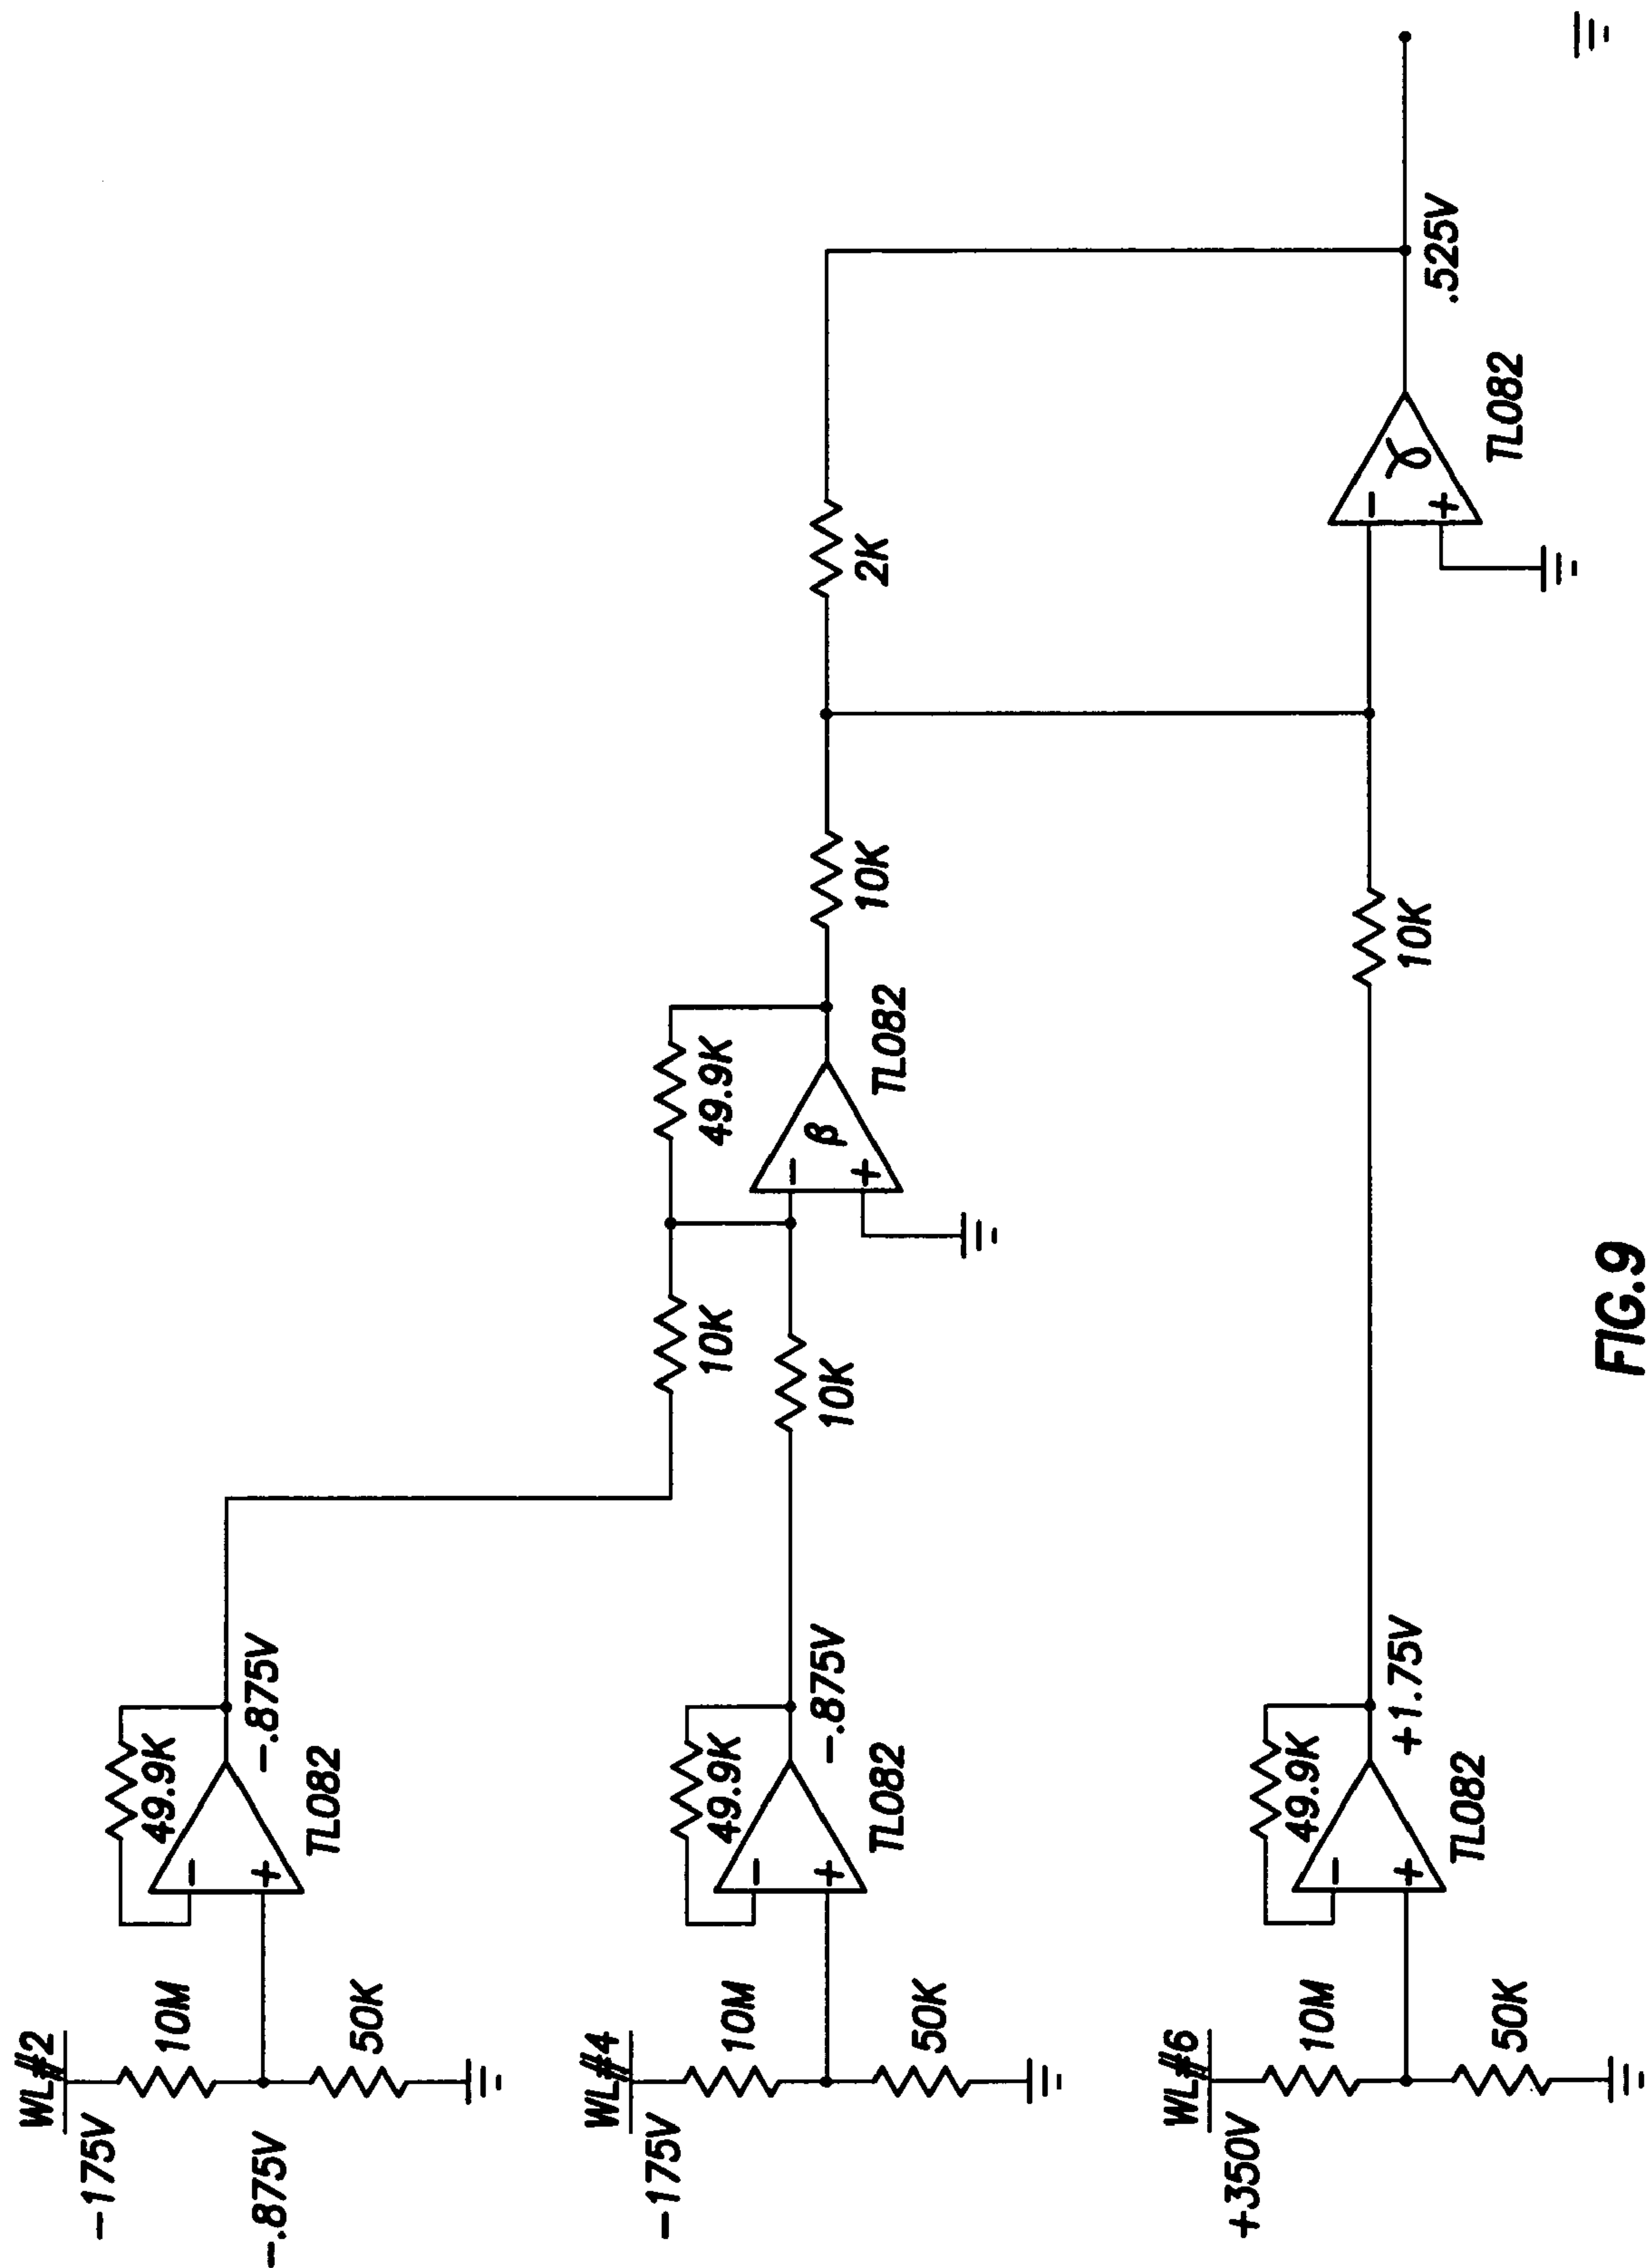 WL#2
-175V
10M
-.875V
50K
-
+
49.9K
-.875V
TL082
WL#4
-175V
10M
50K
-
+
49.9K
-.875V
TL082
WL#6
+350V
10M
50K
-
+
49.9K
+1.75V
TL082
10K
10K
49.9K
-
+
β
TL082
10K
10K
2K
-
+
γ
TL082
.525V
FIG.9